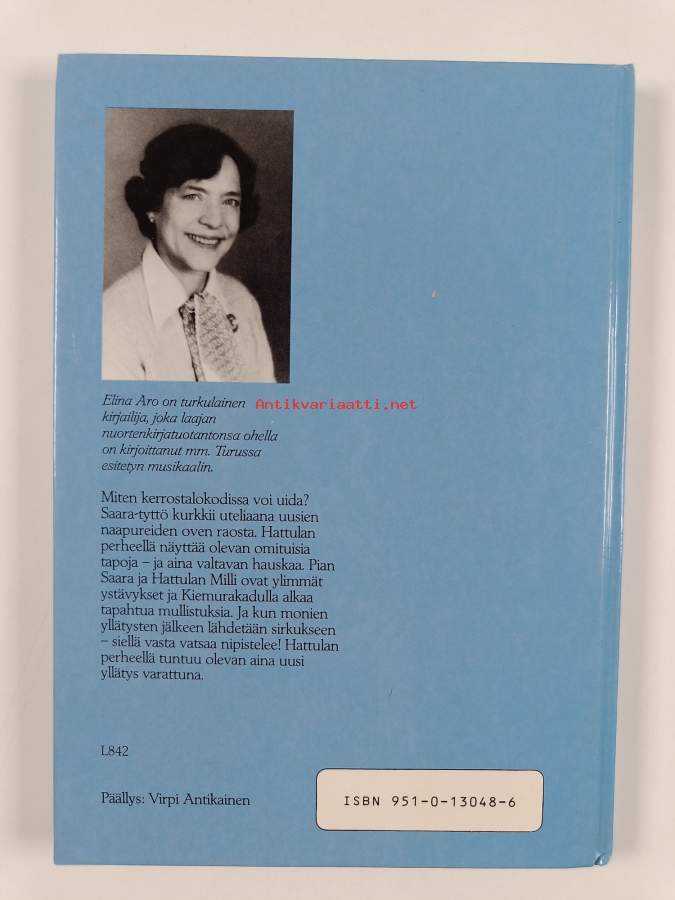 Elina Aro on turkulainen
Antikvariaatti.net
kirjailija, joka laajan
nuortenkirjatuotantonsa ohella
on kirjoittanut mm. Turussa
esitetyn musikaalin.
Miten kerrostalokodissa voi uida?
Saara-tyttö kurkkii uteliaana uusien
naapureiden oven raosta. Hattulan
perheellä näyttää olevan omituisia
tapoja – ja aina valtavan hauskaa. Pian
Saara ja Hattulan Milli ovat ylimmät
ystävykset ja Kiemurakadulla alkaa
tapahtua mullistuksia. Ja kun monien
yllätysten jälkeen lähdetään sirkukseen
– siellä vasta vatsaa nipistelee! Hattulan
perheellä tuntuu olevan aina uusi
yllätys varattuna.
L842
Päällys: Virpi Antikainen
ISBN 951-0-13048-6